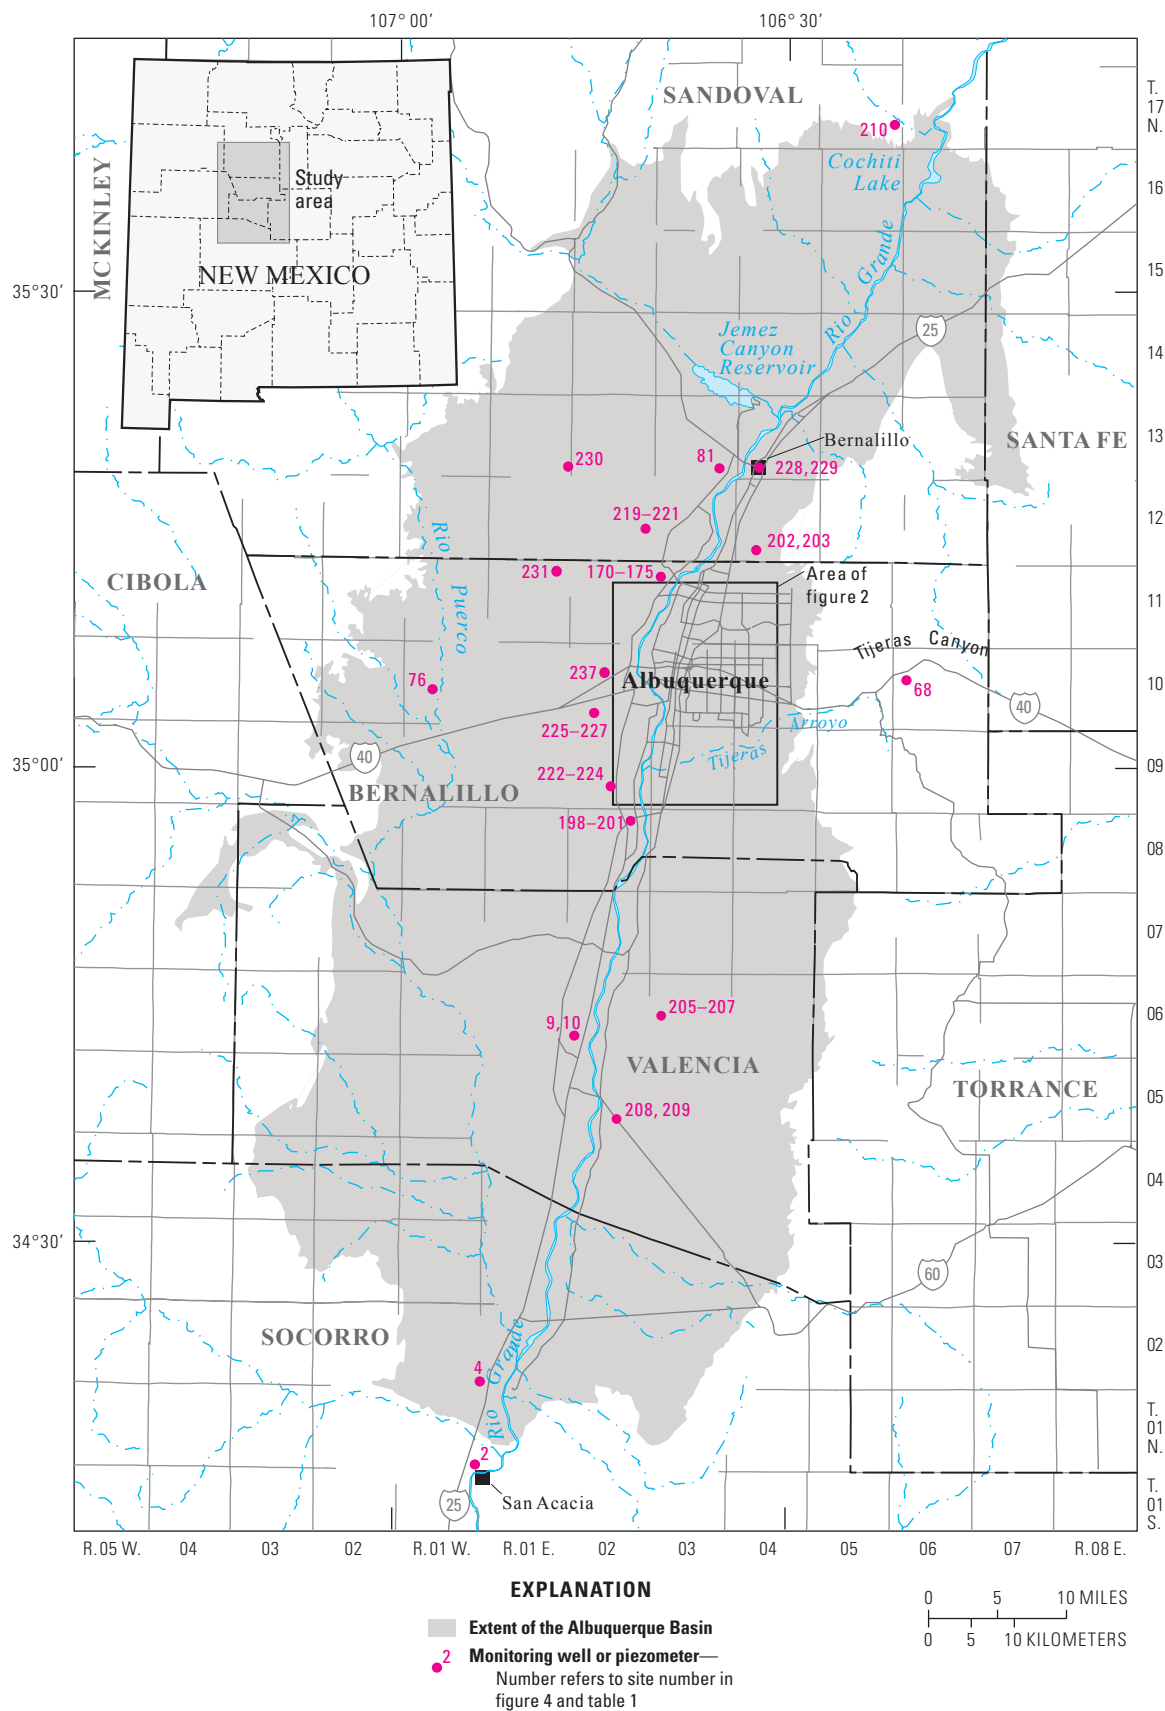 107°00′
106°30′
SANDOVAL
T.
17
N.
210
Cochiti
Lake
MCKINLEY
Study
area
16
NEW MEXICO
Rio Grande
15
35°30′
25
Jemez
Canyon
Reservoir
14
13
Bernalillo
SANTA FE
230
81
228, 229
219–221
12
Rio Puerco
202, 203
231
170–175
Area of
figure 2
CIBOLA
11
Tijeras Canyon
237
Albuquerque
76
68
10
40
225–227
Tijeras Arroyo
40
35°00′
09
222–224
BERNALILLO
198–201
08
07
205–207
06
9, 10
VALENCIA
TORRANCE
05
208, 209
04
34°30′
03
60
SOCORRO
02
Rio Grande
4
T.
01
N.
2
San Acacia
25
T.
01
S.
R. 05 W.
04
03
02
R. 01 W.
R. 01 E.
02
03
04
05
06
07
R. 08 E.
EXPLANATION
Extent of the Albuquerque Basin
2 Monitoring well or piezometer—
Number refers to site number in
figure 4 and table 1
0 5 10 MILES
0 5 10 KILOMETERS